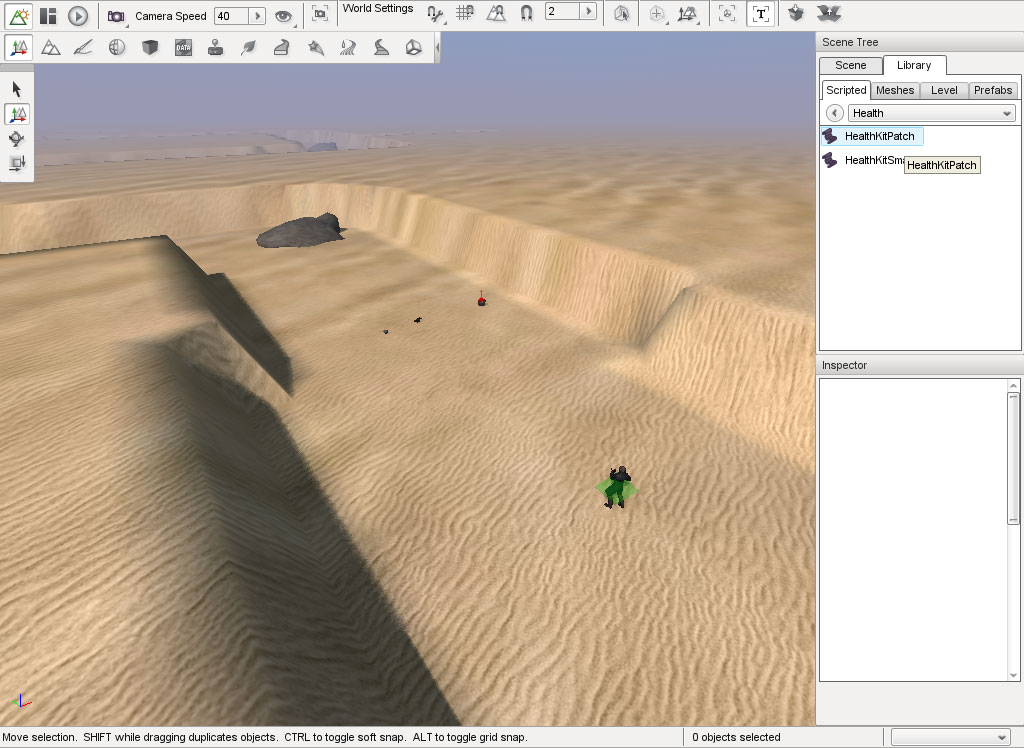 Camera Speed 40 World Settings 2 T
DATA
Scene Tree
Scene Library
Scripted Meshes Level Prefabs
Health
HealthKitPatch
HealthKitSma
HealthKitPatch
Inspector
Move selection. SHIFT while dragging duplicates objects. CTRL to toggle soft snap. ALT to toggle grid snap. 0 objects selected